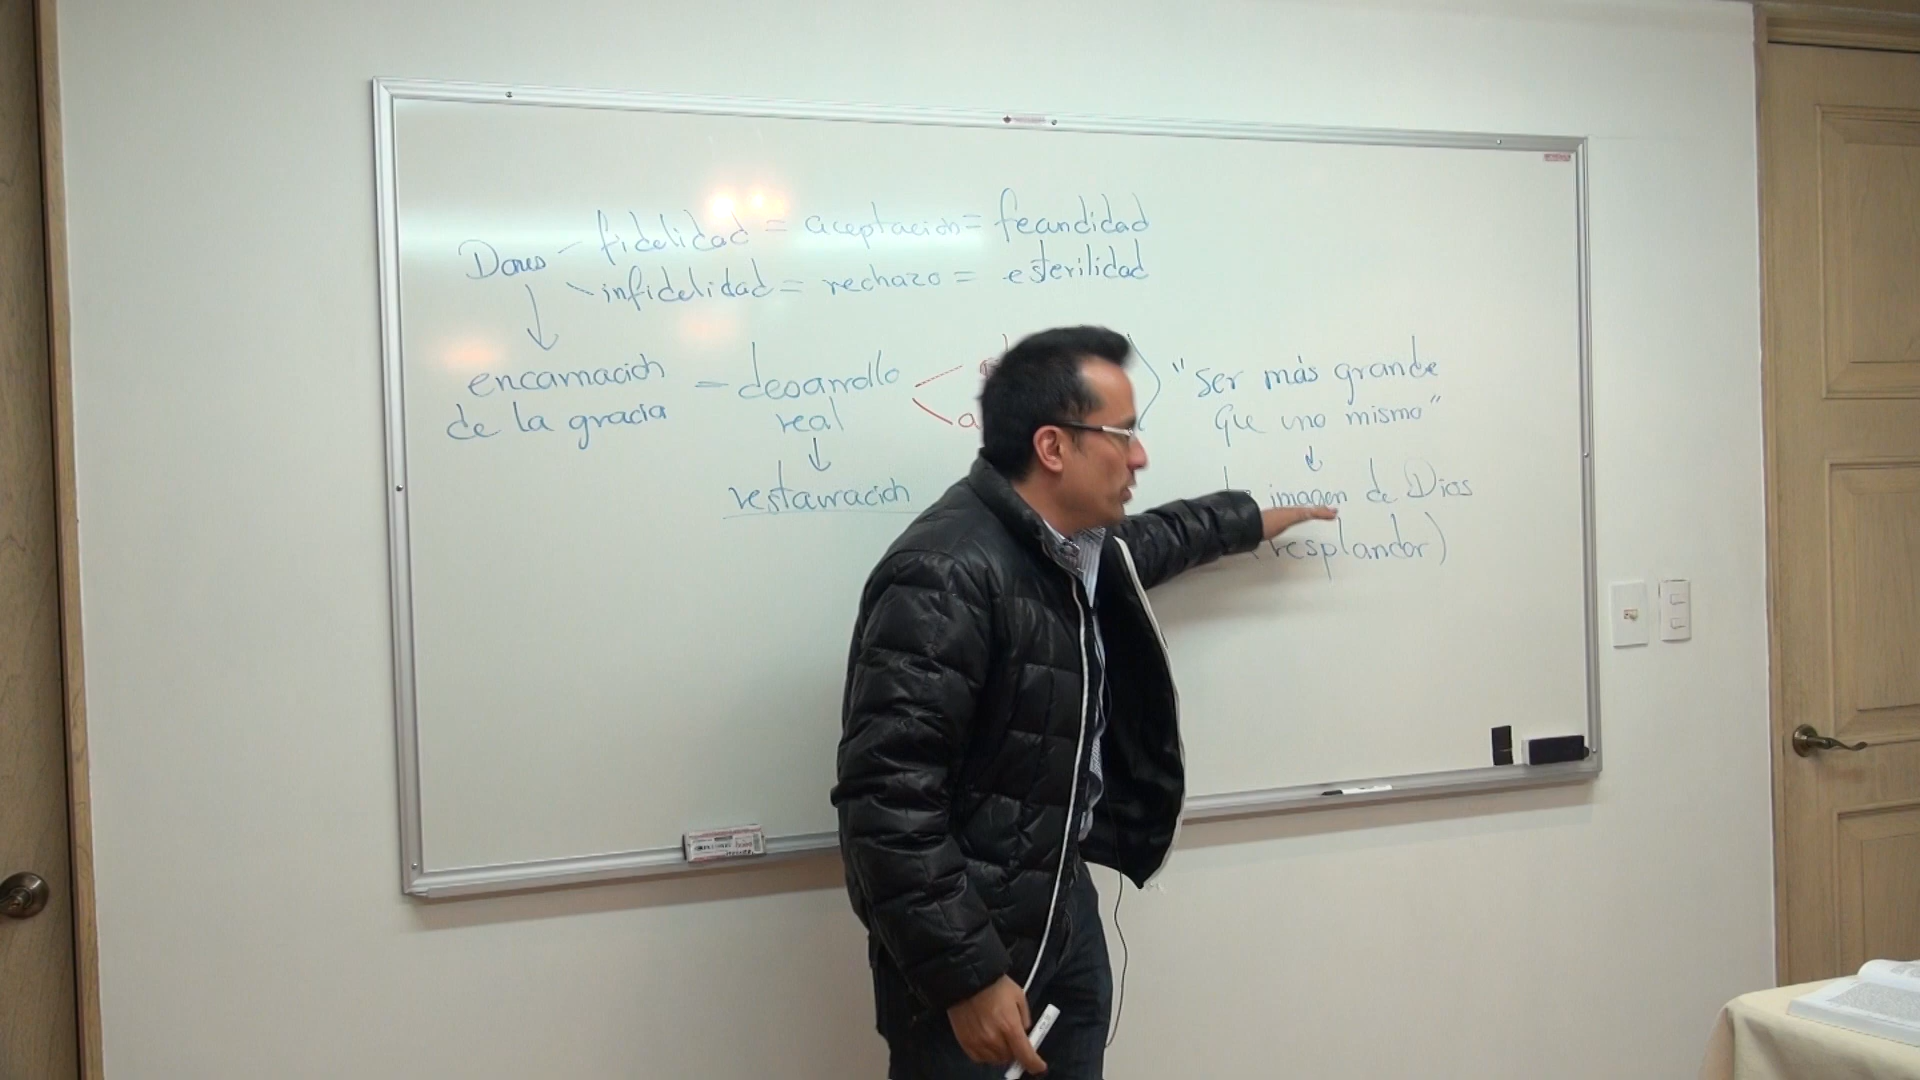 Dones - fidelidad = aceptación = fecundidad
- infidelidad = rechazo = esterilidad
encarnación
de la gracia
- desarrollo
real
restauración
a
"ser más grande
que uno mismo"
imagen de Dios
(resplandor)